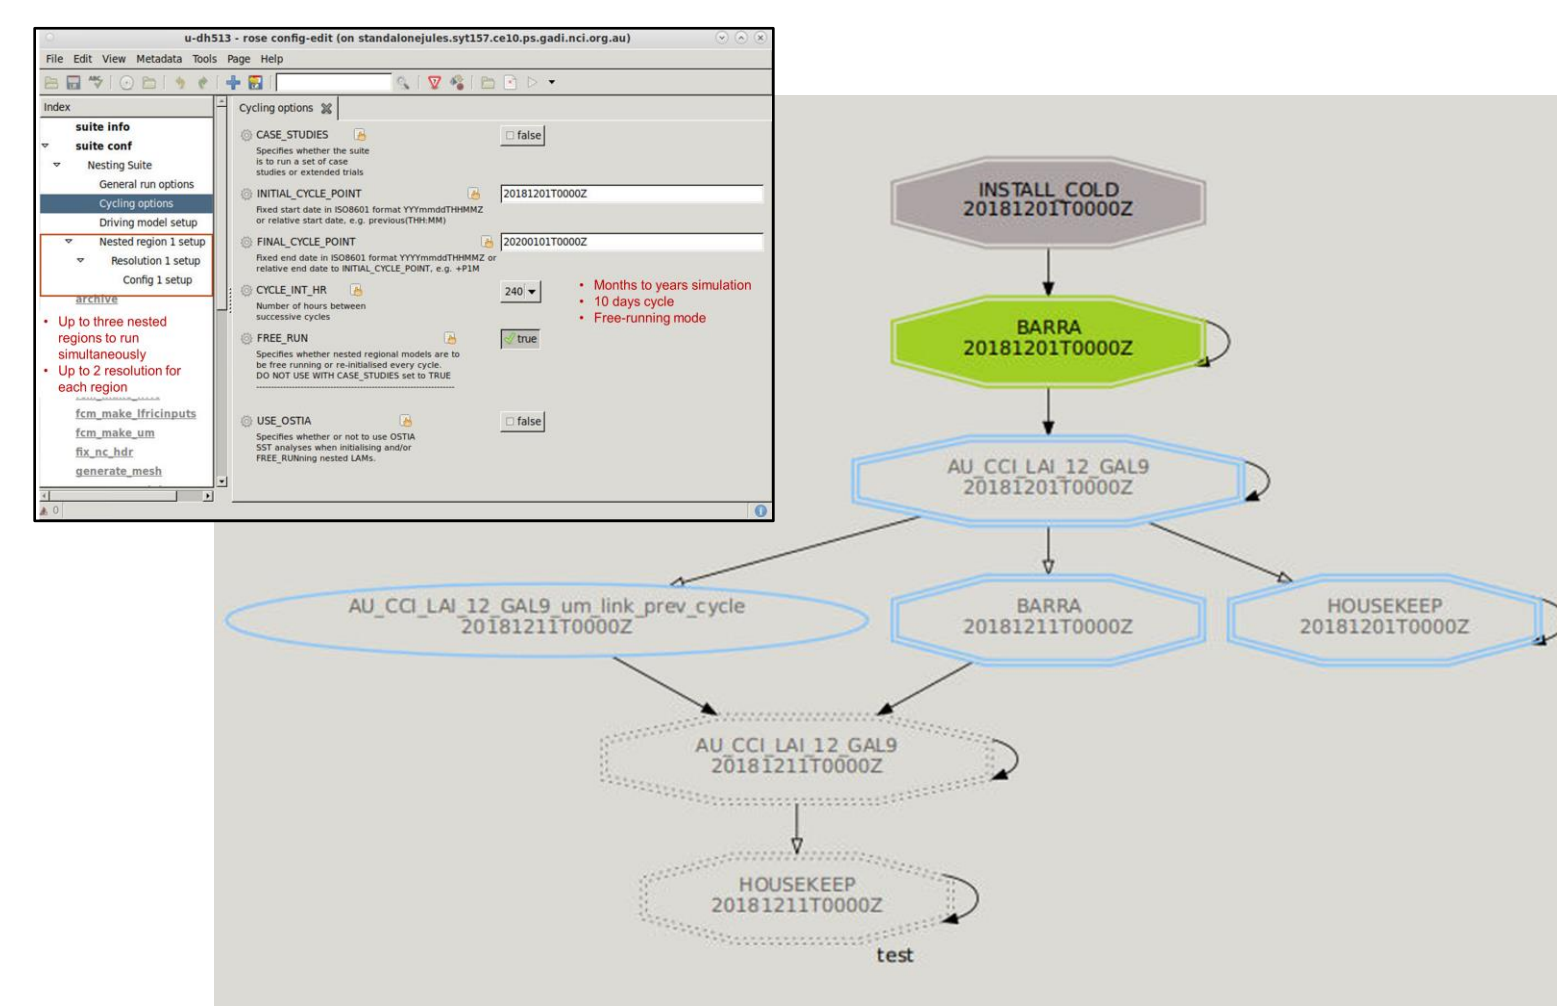 u-dh513 - rose config-edit (on standalonejules.syt157.ce10.ps.gadi.nci.org.au)
File Edit View Metadata Tools Page Help
Index
suite info
suite conf
Nesting Suite
General run options
Cycling options
Driving model setup
Nested region 1 setup
Resolution 1 setup
Config 1 setup
archive
• Up to three nested
regions to run
simultaneously
• Up to 2 resolution for
each region
fcm_make_lfricinputs
fcm_make_um
fix_nc_hdr
generate_mesh
0
Cycling options
CASE_STUDIES
false
Specifies whether the suite
is to run a set of case
studies or extended trials
INITIAL_CYCLE_POINT
20181201T0000Z
Fixed start date in ISO8601 format YYYmmddTHHMMZ
or relative start date, e.g. previous(THH:MM)
FINAL_CYCLE_POINT
20200101T0000Z
Fixed end date in ISO8601 format YYYYmmddTHHMMZ or
relative end date to INITIAL_CYCLE_POINT, e.g. +P1M
CYCLE_INT_HR
240
Number of hours between
successive cycles
• Months to years simulation
• 10 days cycle
• Free-running mode
FREE_RUN
true
Specifies whether nested regional models are to
be free running or re-initialised every cycle.
DO NOT USE WITH CASE_STUDIES set to TRUE
USE_OSTIA
false
Specifies whether or not to use OSTIA
SST analyses when initialising and/or
FREE_RUNning nested LAMs.
INSTALL_COLD
20181201T0000Z
BARRA
20181201T0000Z
AU_CCI_LAI_12_GAL9
20181201T0000Z
AU_CCI_LAI_12_GAL9_um_link_prev_cycle
20181211T0000Z
BARRA
20181211T0000Z
HOUSEKEEP
20181201T0000Z
AU_CCI_LAI_12_GAL9
20181211T0000Z
HOUSEKEEP
20181211T0000Z
test